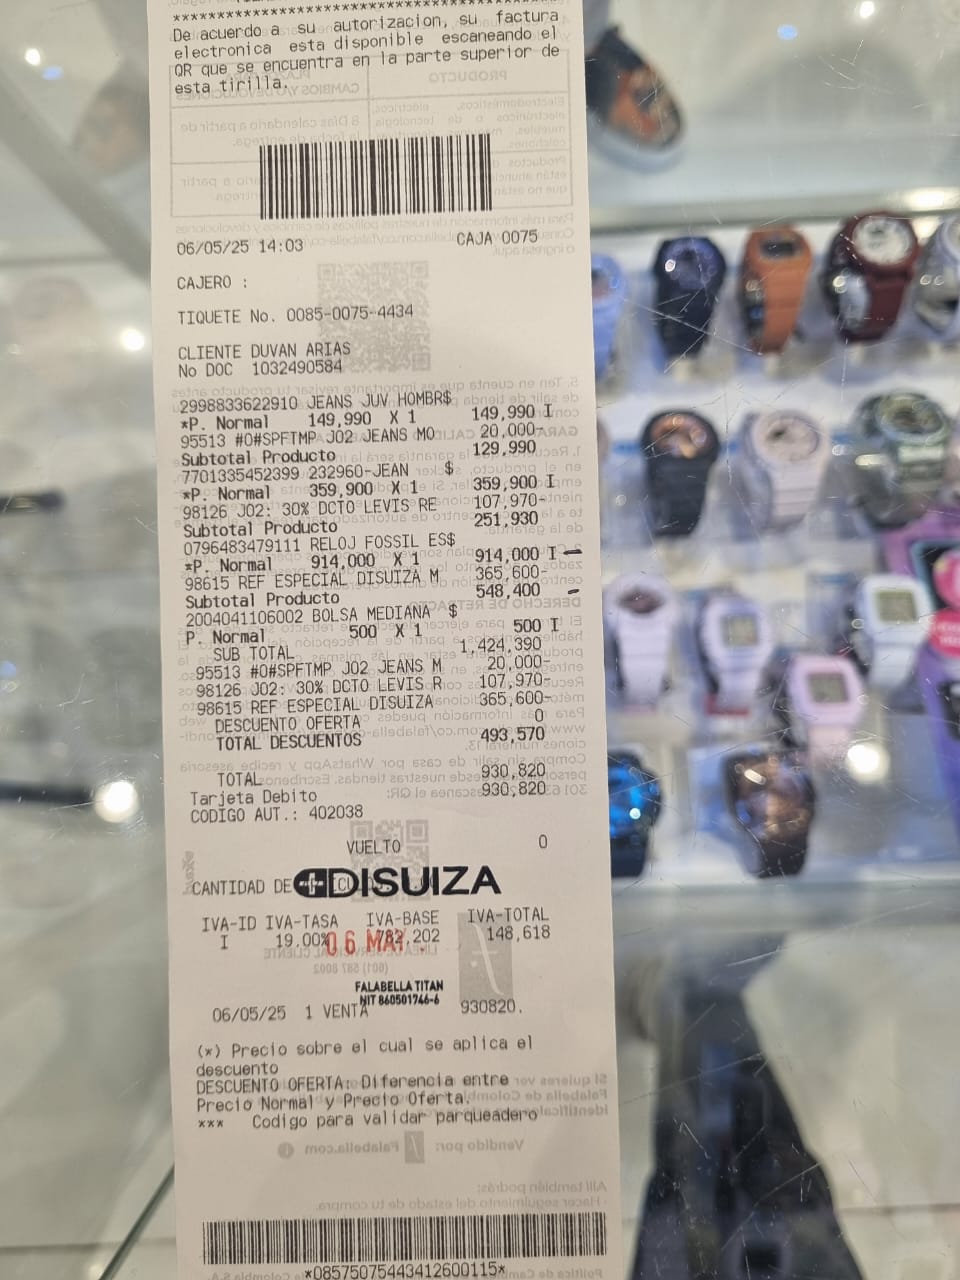 ************************************************
De acuerdo a su autorizacion, su factura
electronica esta disponible escaneando el
QR que se encuentra en la parte superior de
esta tirilla.
06/05/25 14:03 CAJA 0075
CAJERO :
TIQUETE No. 0085-0075-4434
CLIENTE DUVAN ARIAS
No DOC 1032490584
2998833622910 JEANS JUV HOMBR$
*P. Normal 149,990 X 1 149,990 I
95513 #O#SPFTMP J02 JEANS MO 20,000-
Subtotal Producto 129,990
7701335452399 232960-JEAN $
*P. Normal 359,900 X 1 359,900 I
98126 J02: 30% DCTO LEVIS RE 107,970-
Subtotal Producto 251,930
0796483479111 RELOJ FOSSIL ES$
*P. Normal 914,000 X 1 914,000 I
98615 REF ESPECIAL DISUIZA M 365,600-
Subtotal Producto 548,400
2004041106002 BOLSA MEDIANA $
P. Normal 500 X 1 500 I
SUB TOTAL 1,424,390
95513 #O#SPFTMP J02 JEANS M 20,000-
98126 J02: 30% DCTO LEVIS R 107,970-
98615 REF ESPECIAL DISUIZA 365,600-
DESCUENTO OFERTA 0
TOTAL DESCUENTOS 493,570
TOTAL 930,820
Tarjeta Debito 930,820
CODIGO AUT.: 402038
VUELTO 0
CANTIDAD DE
DISUIZA
IVA-ID IVA-TASA IVA-BASE IVA-TOTAL
I 19.00% 782,202 148,618
06 MAY.
FALABELLA TITAN
NIT 860501746-6
06/05/25 1 VENTA 930820.
(*) Precio sobre el cual se aplica el
descuento
DESCUENTO OFERTA: Diferencia entre
Precio Normal y Precio Oferta.
*** Codigo para validar parqueadero
*08575075443412600115*